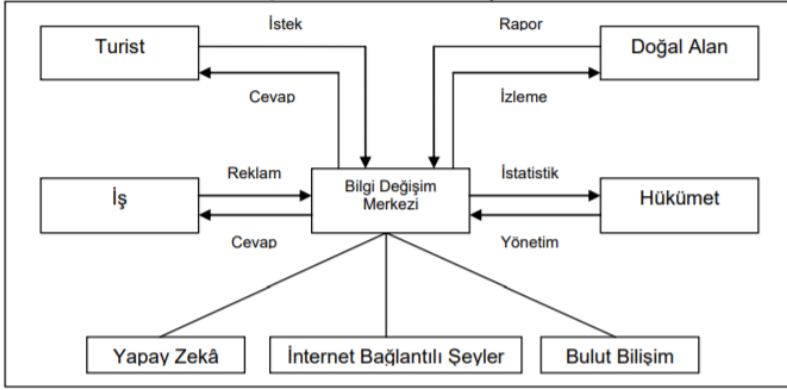 İstek
Rapor
Turist
Doğal Alan
Cevap
İzleme
Reklam
İstatistik
İş
Bilgi Değişim
Merkezi
Hükümet
Cevap
Yönetim
Yapay Zekâ
İnternet Bağlantılı Şeyler
Bulut Bilişim